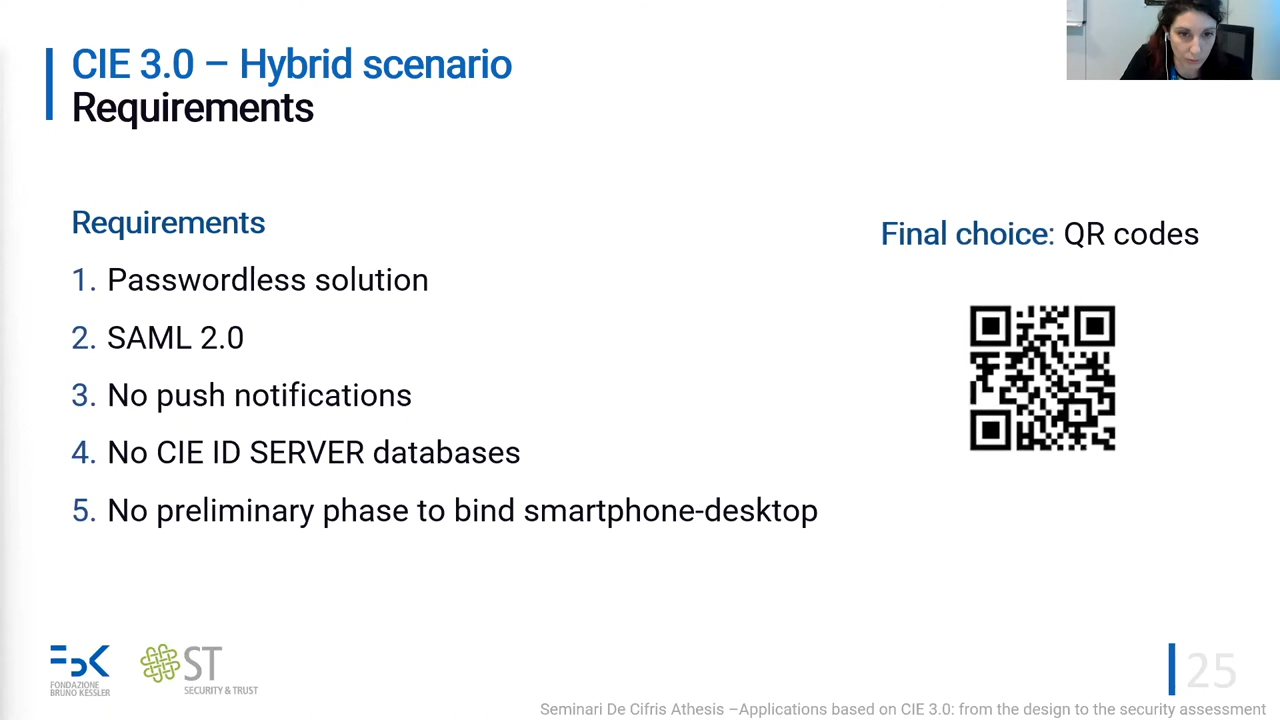 CIE 3.0 – Hybrid scenario
Requirements
Requirements
1. Passwordless solution
2. SAML 2.0
3. No push notifications
4. No CIE ID SERVER databases
5. No preliminary phase to bind smartphone-desktop
Final choice: QR codes
FBK
FONDAZIONE
BRUNO KESSLER
ST
SECURITY & TRUST
25
Seminari De Cifris Athesis –Applications based on CIE 3.0: from the design to the security assessment